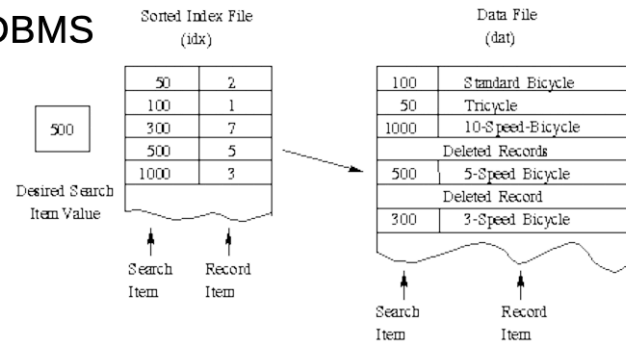 DBMS
Sorted Index File
(idx)
50 2
100 1
300 7
500 5
1000 3
500
Desired Search
Item Value
Search
Item
Record
Item
Data File
(dat)
100 Standard Bicycle
50 Tricycle
1000 10-Speed-Bicycle
Deleted Records
500 5-Speed Bicycle
Deleted Record
300 3-Speed Bicycle
Search
Item
Record
Item